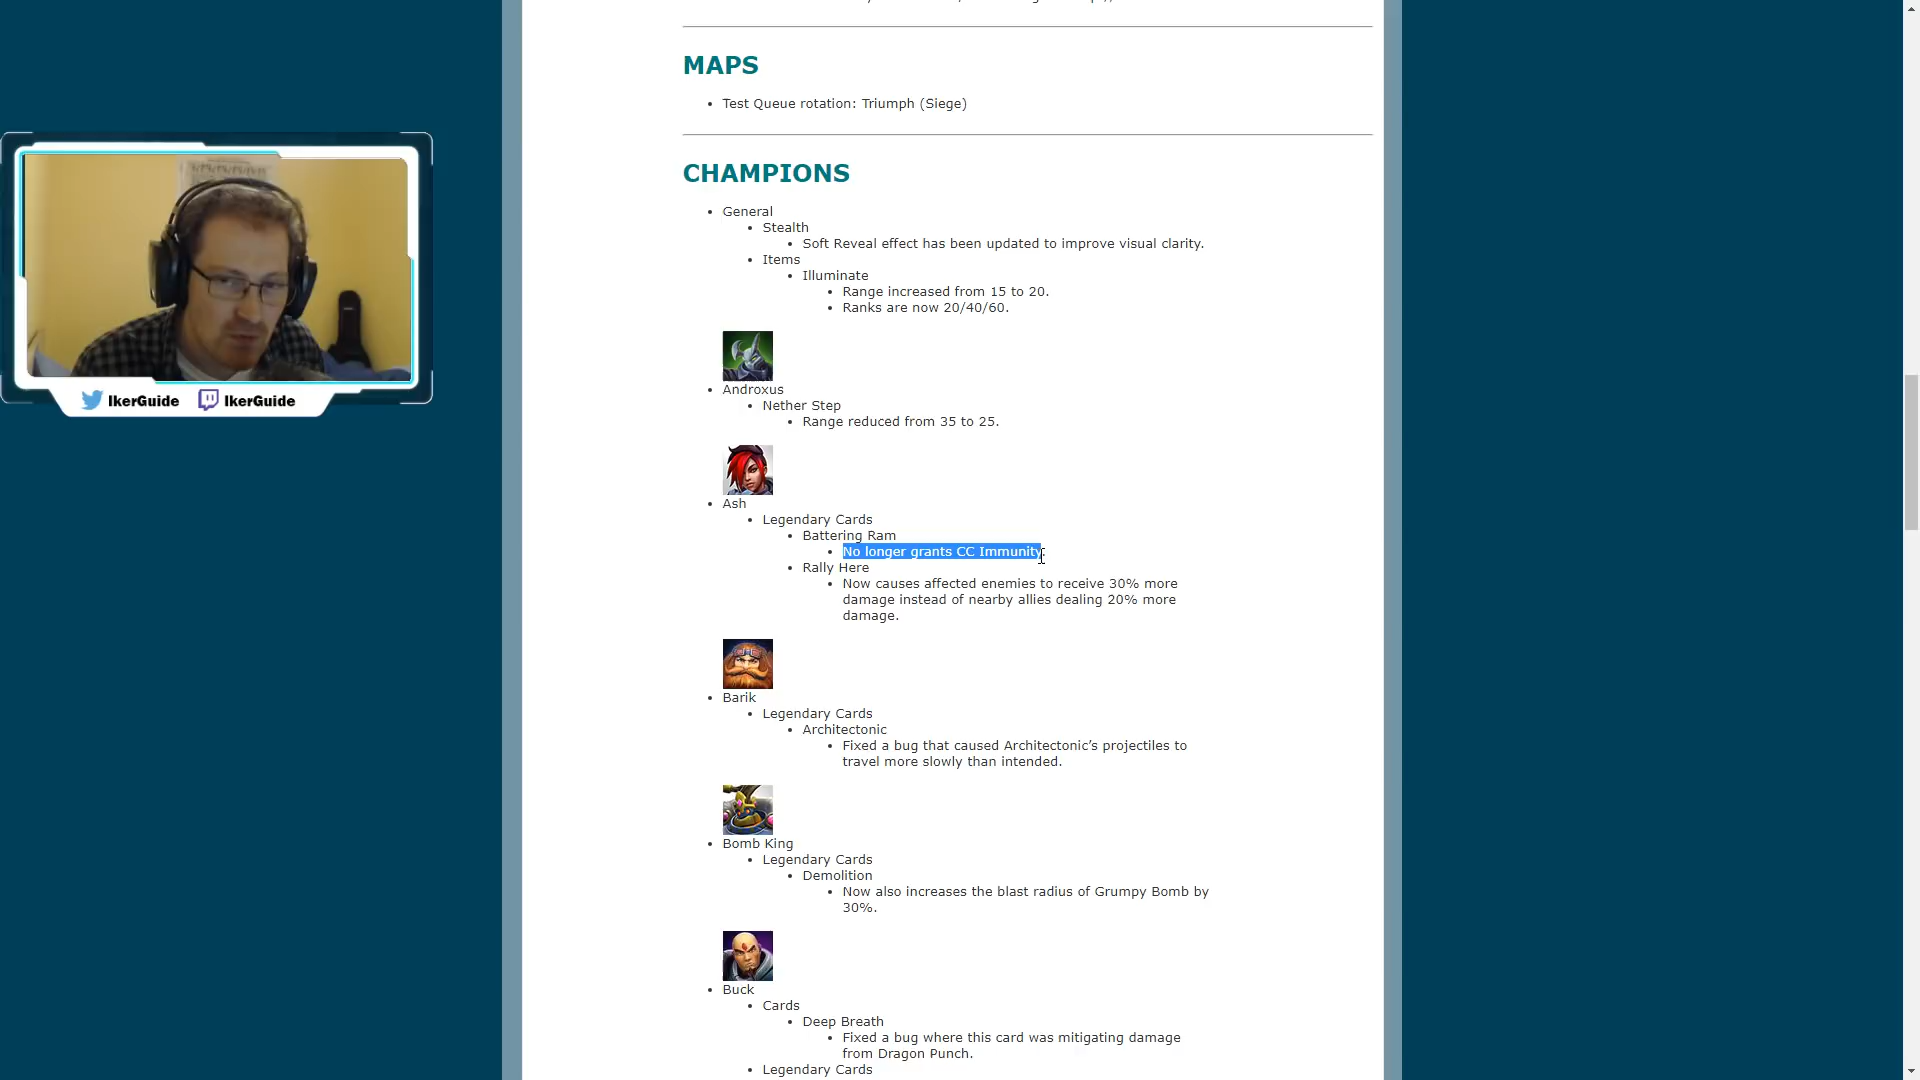 MAPS
Test Queue rotation: Triumph (Siege)
CHAMPIONS
General
Stealth
Soft Reveal effect has been updated to improve visual clarity.
Items
Illuminate
Range increased from 15 to 20.
Ranks are now 20/40/60.
Androxus
Nether Step
Range reduced from 35 to 25.
Ash
Legendary Cards
Battering Ram
No longer grants CC Immunity.
Rally Here
Now causes affected enemies to receive 30% more
damage instead of nearby allies dealing 20% more
damage.
Barik
Legendary Cards
Architectonic
Fixed a bug that caused Architectonic’s projectiles to
travel more slowly than intended.
Bomb King
Legendary Cards
Demolition
Now also increases the blast radius of Grumpy Bomb by
30%.
Buck
Cards
Deep Breath
Fixed a bug where this card was mitigating damage
from Dragon Punch.
Legendary Cards
IkerGuide IkerGuide